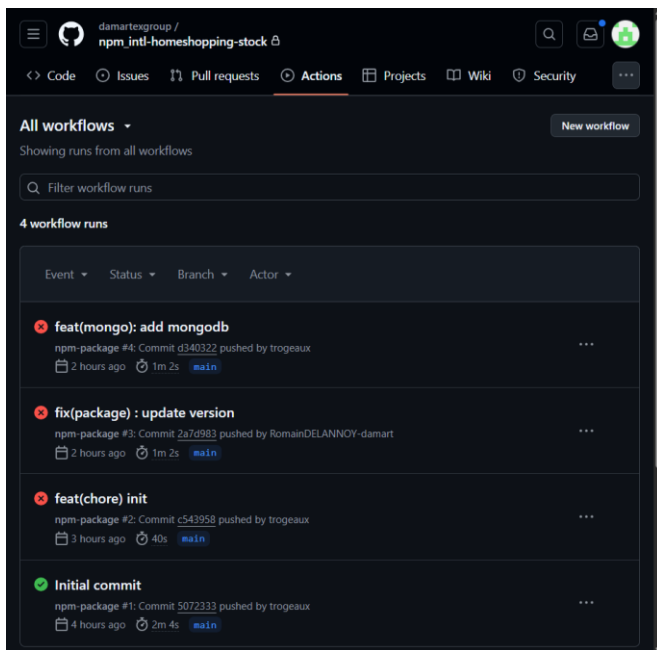 damartexgroup /
npm_intl-homeshopping-stock
<> Code Issues Pull requests Actions Projects Wiki Security ...
All workflows
New workflow
Showing runs from all workflows
Filter workflow runs
4 workflow runs
Event Status Branch Actor
feat(mongo): add mongodb
npm-package #4: Commit d340322 pushed by trogeaux
2 hours ago 1m 2s main
fix(package) : update version
npm-package #3: Commit 2a7d983 pushed by RomainDELANNOY-damart
2 hours ago 1m 2s main
feat(chore) init
npm-package #2: Commit c543958 pushed by trogeaux
3 hours ago 40s main
Initial commit
npm-package #1: Commit 5072333 pushed by trogeaux
4 hours ago 2m 4s main